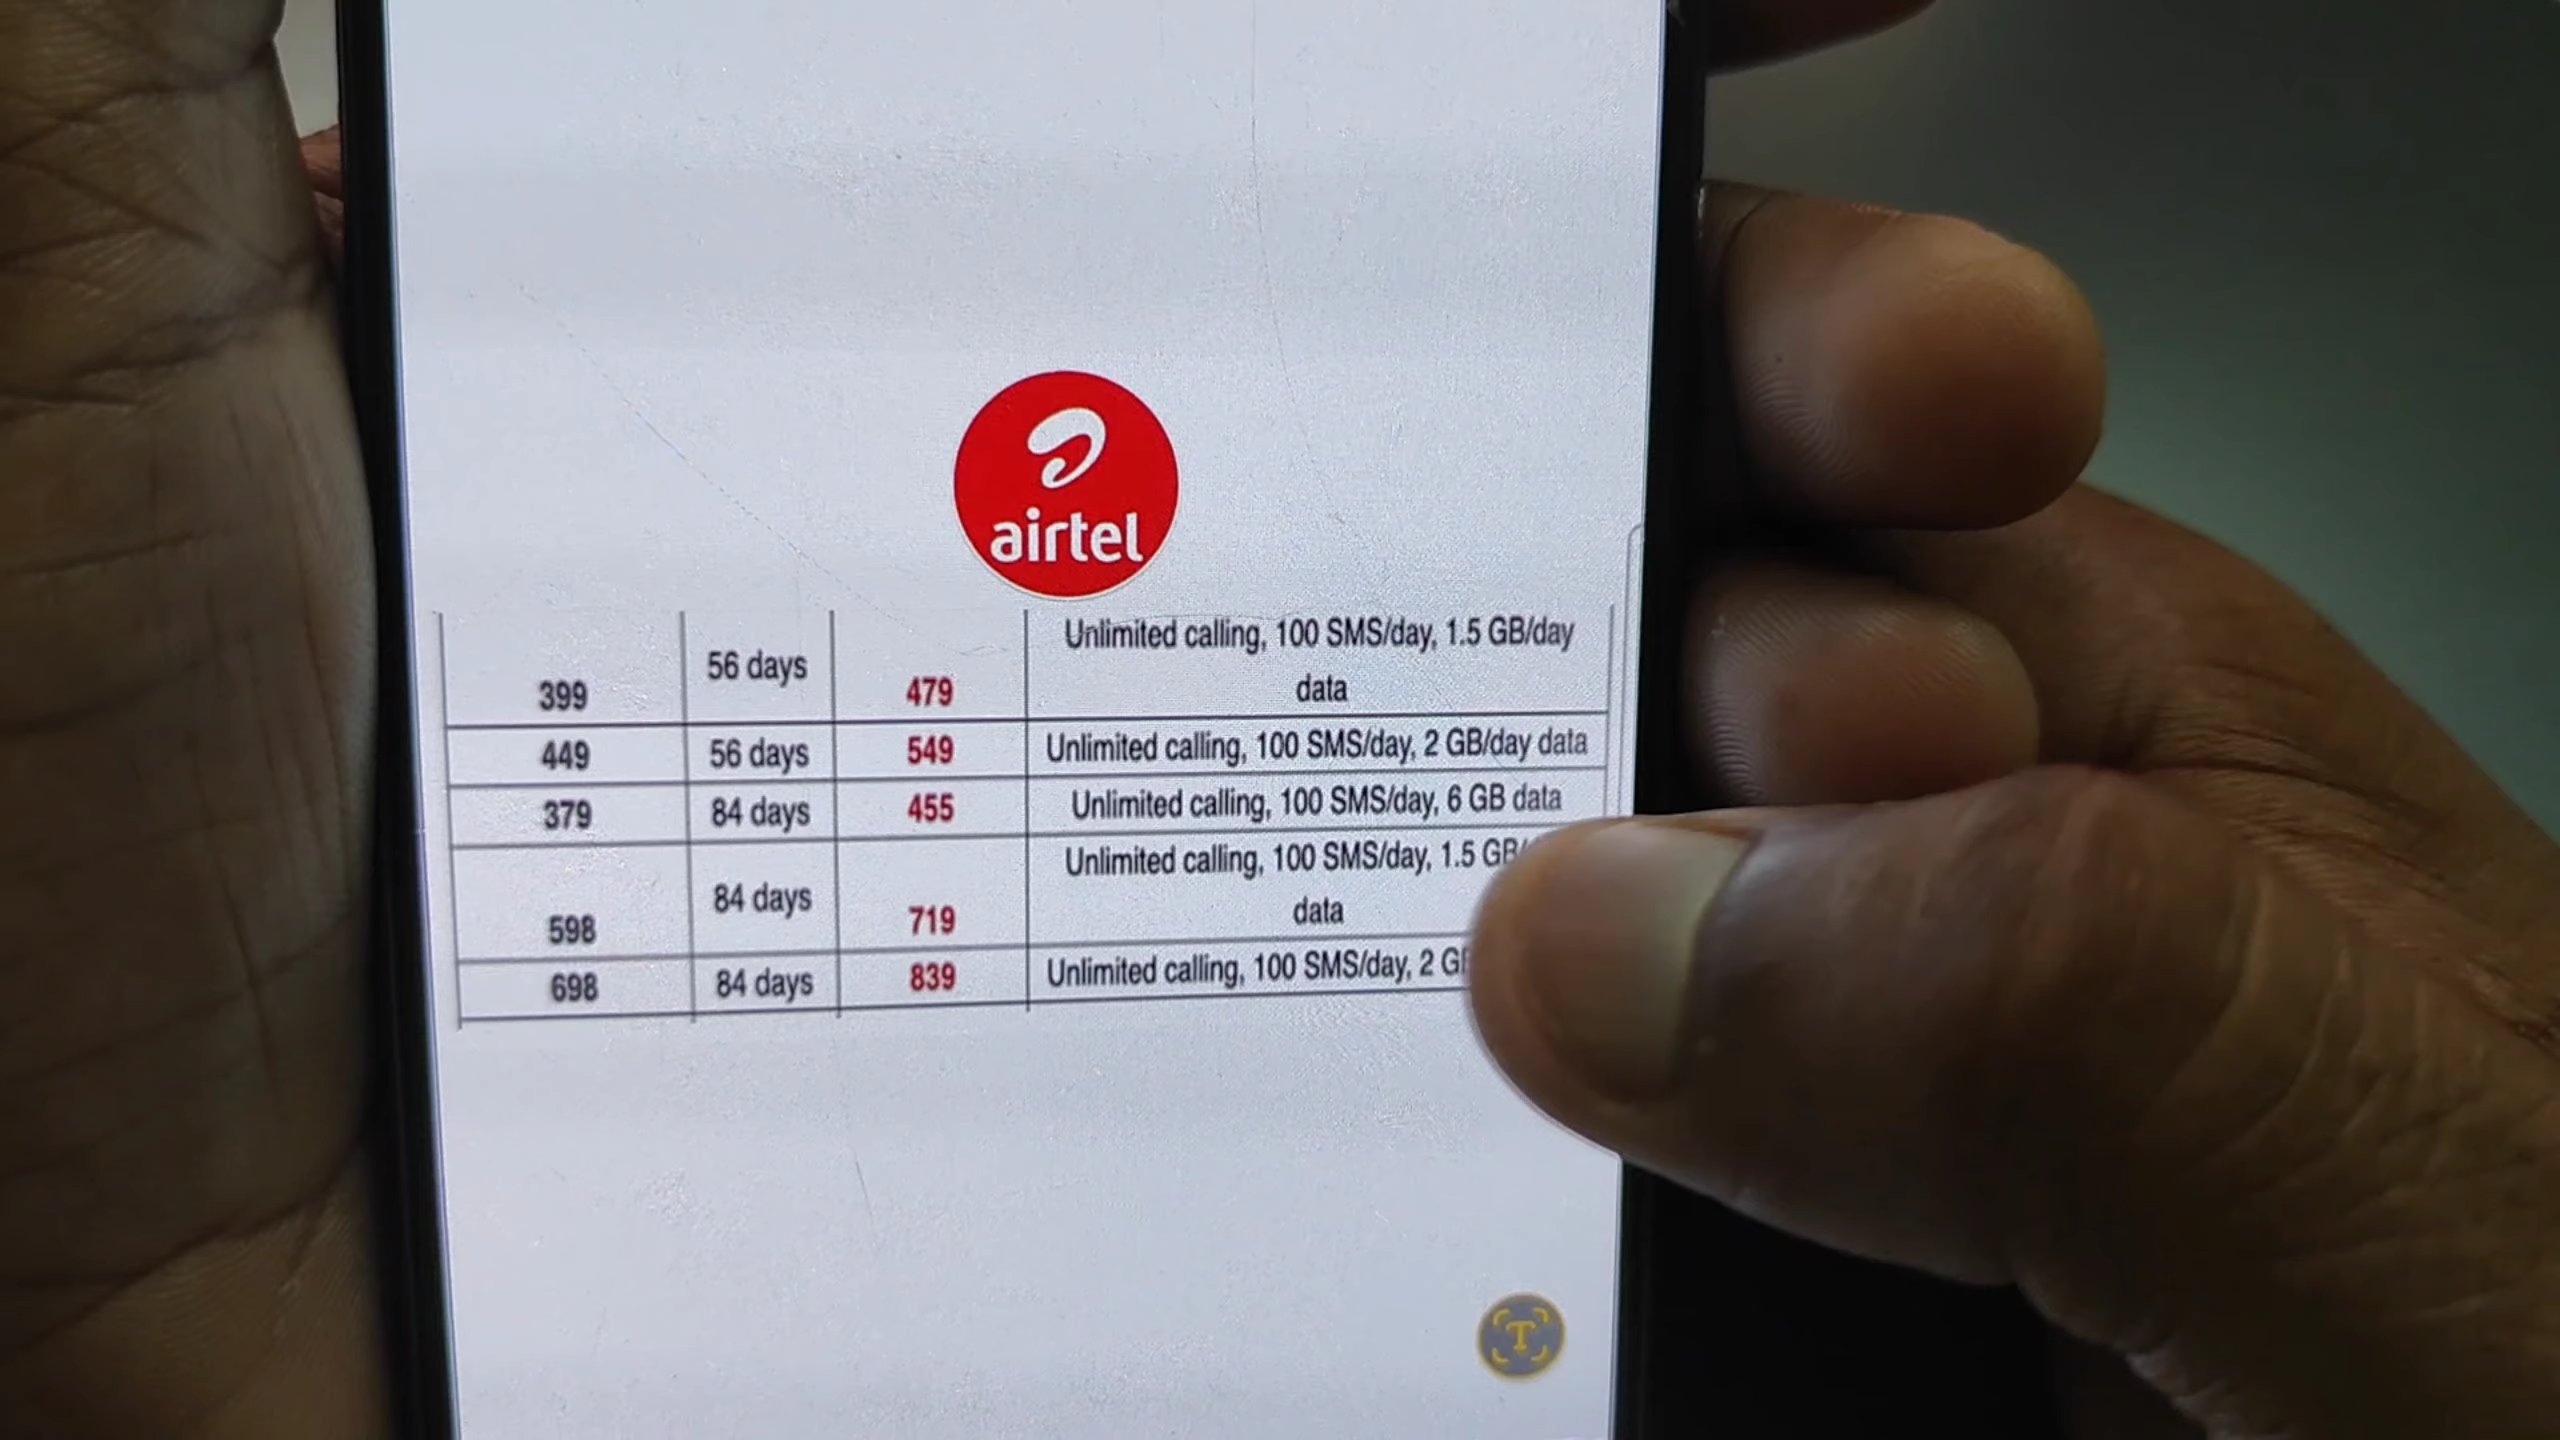 airtel
399 56 days 479 Unlimited calling, 100 SMS/day, 1.5 GB/day
data
449 56 days 549 Unlimited calling, 100 SMS/day, 2 GB/day data
379 84 days 455 Unlimited calling, 100 SMS/day, 6 GB data
598 84 days 719 Unlimited calling, 100 SMS/day, 1.5 GB/
data
698 84 days 839 Unlimited calling, 100 SMS/day, 2
T